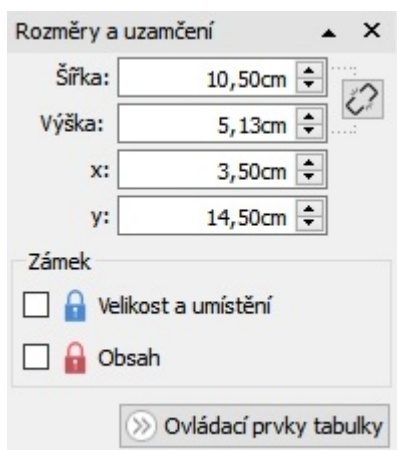 Rozměry a uzamčení
Šířka: 10,50cm
Výška: 5,13cm
x: 3,50cm
y: 14,50cm
Zámek
Velikost a umístění
Obsah
Ovládací prvky tabulky